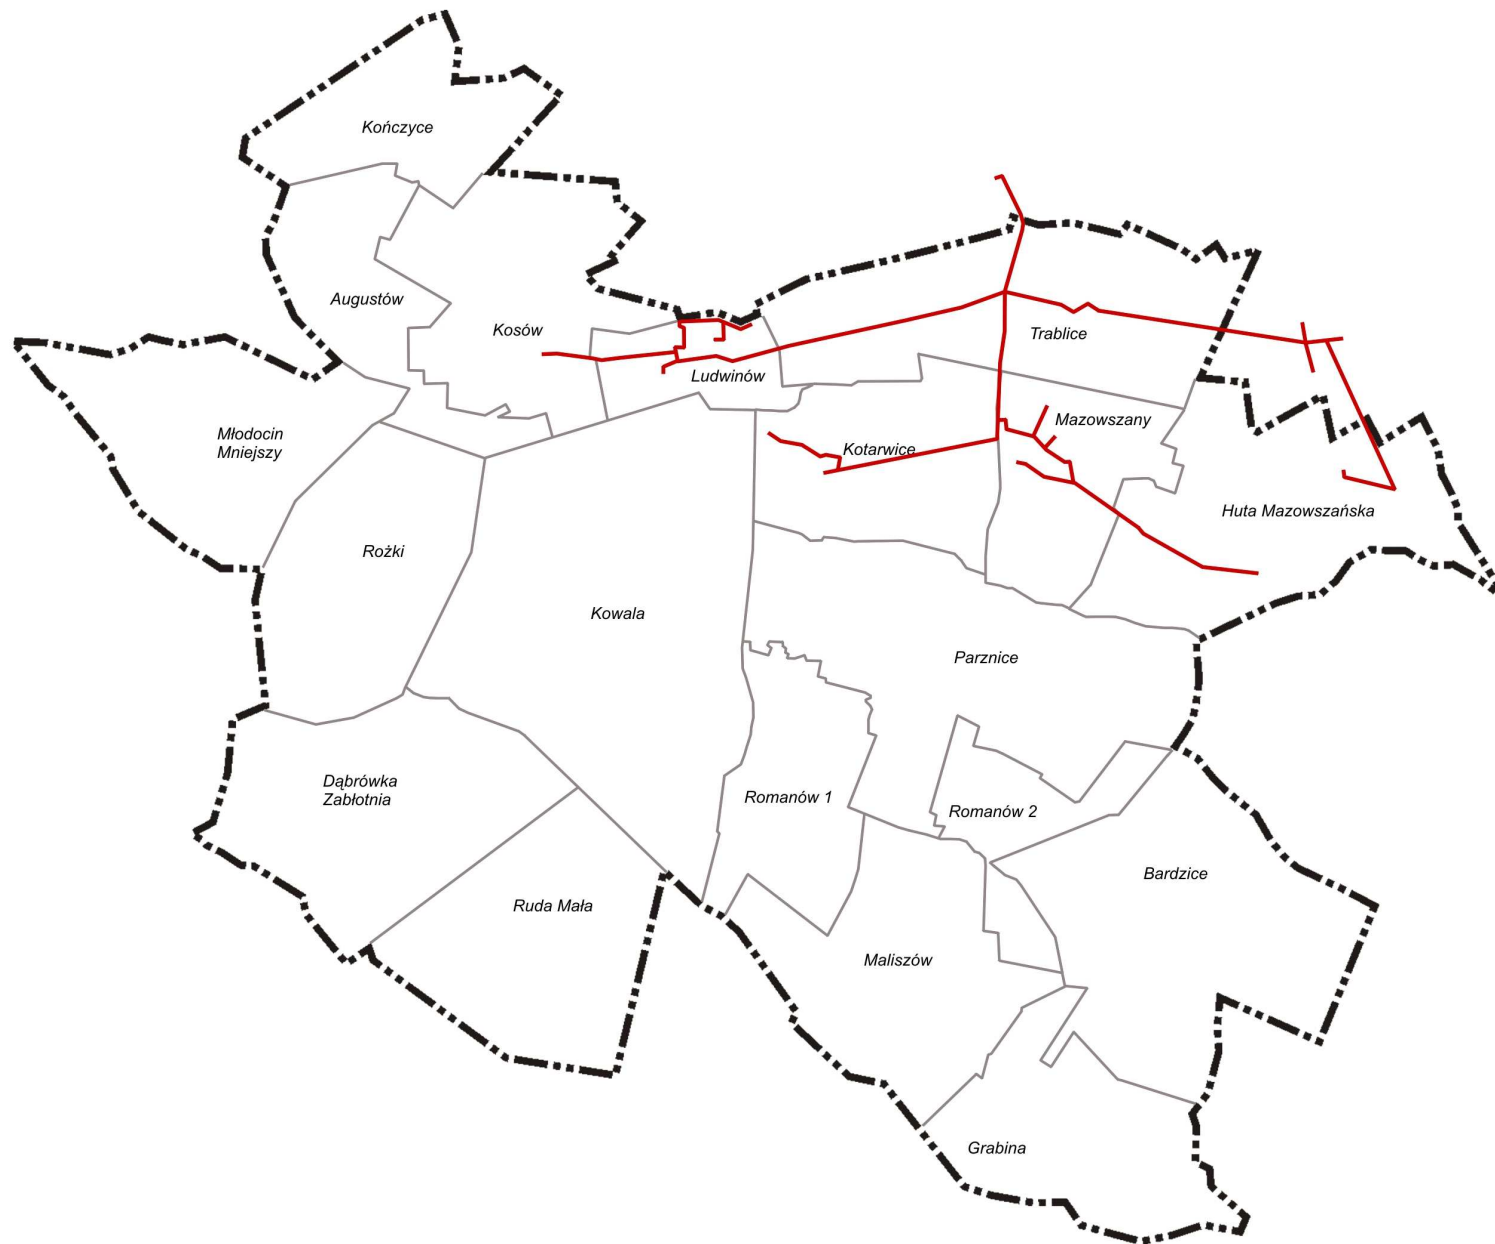 Kończyce
Augustów
Kosów
Trablice
Ludwinów
Mazowszany
Młodocin
Mniejszy
Kotarwice
Huta Mazowszańska
Rożki
Kowala
Parznice
Dąbrówka
Zabłotnia
Romanów 1
Romanów 2
Bardzice
Ruda Mała
Maliszów
Grabina